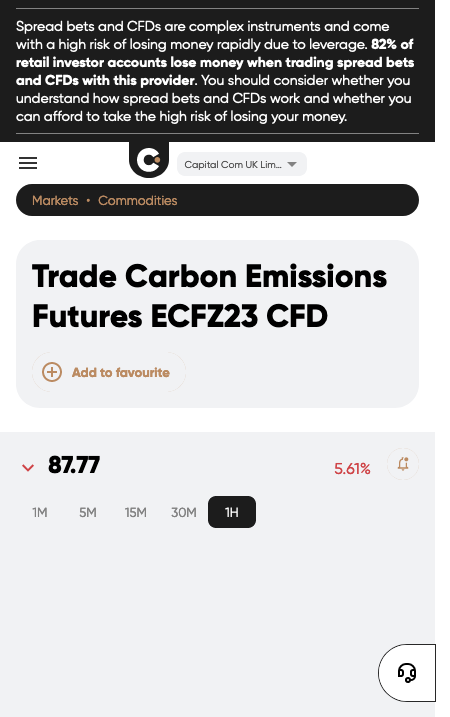 Spread bets and CFDs are complex instruments and come
with a high risk of losing money rapidly due to leverage. 82% of
retail investor accounts lose money when trading spread bets
and CFDs with this provider. You should consider whether you
understand how spread bets and CFDs work and whether you
can afford to take the high risk of losing your money.
Capital Com UK Lim...
Markets • Commodities
Trade Carbon Emissions
Futures ECFZ23 CFD
Add to favourite
87.77
5.61%
1M 5M 15M 30M 1H